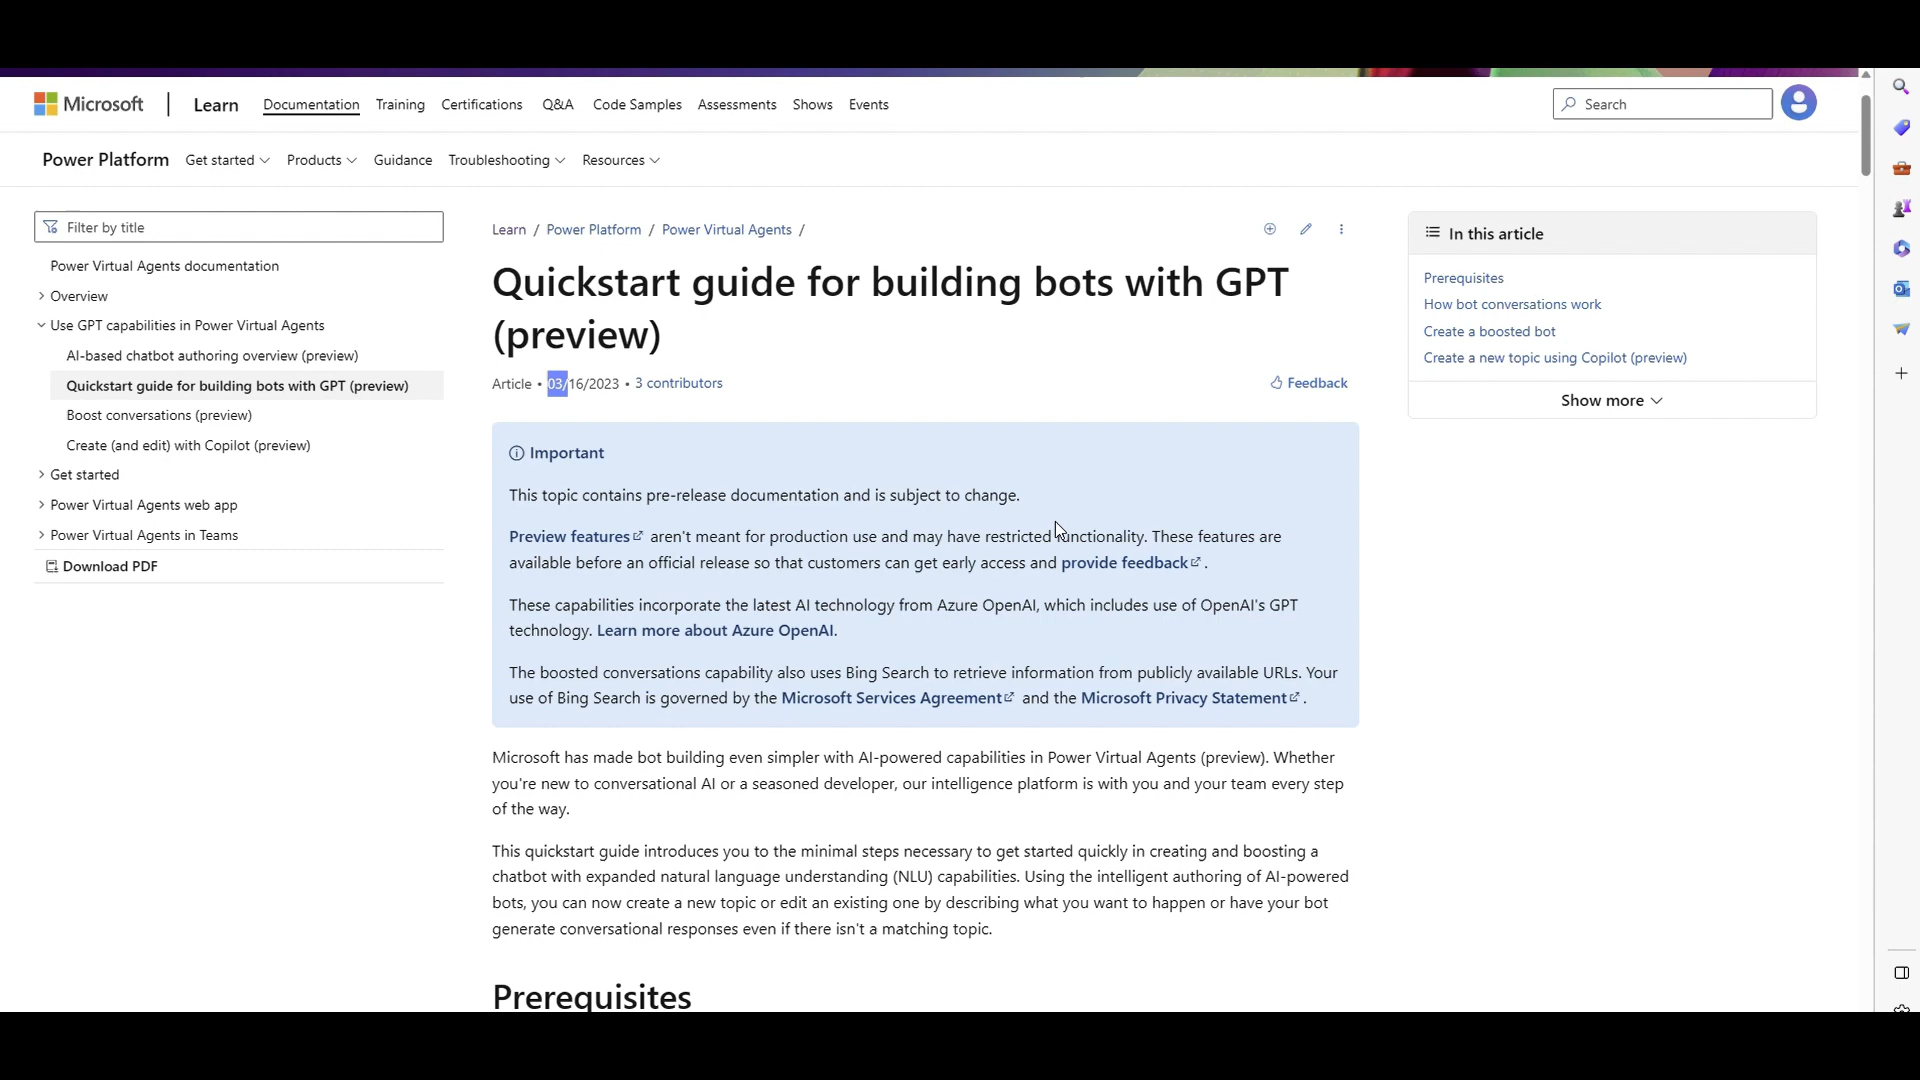 Microsoft
Learn
Documentation
Training
Certifications
Q&A
Code Samples
Assessments
Shows
Events
Search
Power Platform
Get started
Products
Guidance
Troubleshooting
Resources
Filter by title
Power Virtual Agents documentation
Overview
Use GPT capabilities in Power Virtual Agents
AI-based chatbot authoring overview (preview)
Quickstart guide for building bots with GPT (preview)
Boost conversations (preview)
Create (and edit) with Copilot (preview)
Get started
Power Virtual Agents web app
Power Virtual Agents in Teams
Download PDF
Learn / Power Platform / Power Virtual Agents /
Quickstart guide for building bots with GPT
(preview)
Article • 03/16/2023 • 3 contributors
Feedback
Important
This topic contains pre-release documentation and is subject to change.
Preview features aren't meant for production use and may have restricted functionality. These features are
available before an official release so that customers can get early access and provide feedback.
These capabilities incorporate the latest AI technology from Azure OpenAI, which includes use of OpenAI's GPT
technology. Learn more about Azure OpenAI.
The boosted conversations capability also uses Bing Search to retrieve information from publicly available URLs. Your
use of Bing Search is governed by the Microsoft Services Agreement and the Microsoft Privacy Statement.
Microsoft has made bot building even simpler with AI-powered capabilities in Power Virtual Agents (preview). Whether
you're new to conversational AI or a seasoned developer, our intelligence platform is with you and your team every step
of the way.
This quickstart guide introduces you to the minimal steps necessary to get started quickly in creating and boosting a
chatbot with expanded natural language understanding (NLU) capabilities. Using the intelligent authoring of AI-powered
bots, you can now create a new topic or edit an existing one by describing what you want to happen or have your bot
generate conversational responses even if there isn't a matching topic.
Prerequisites
In this article
Prerequisites
How bot conversations work
Create a boosted bot
Create a new topic using Copilot (preview)
Show more